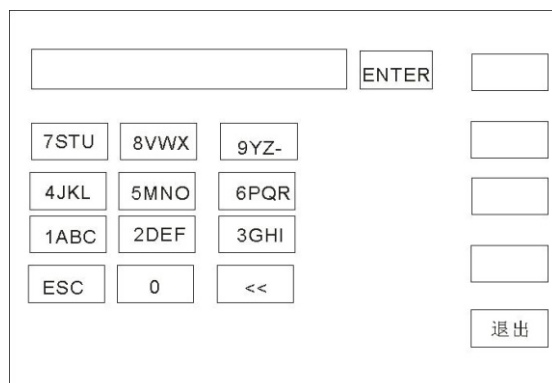 ENTER
7STU 8VWX 9YZ-
4JKL 5MNO 6PQR
1ABC 2DEF 3GHI
ESC 0 <<
退出